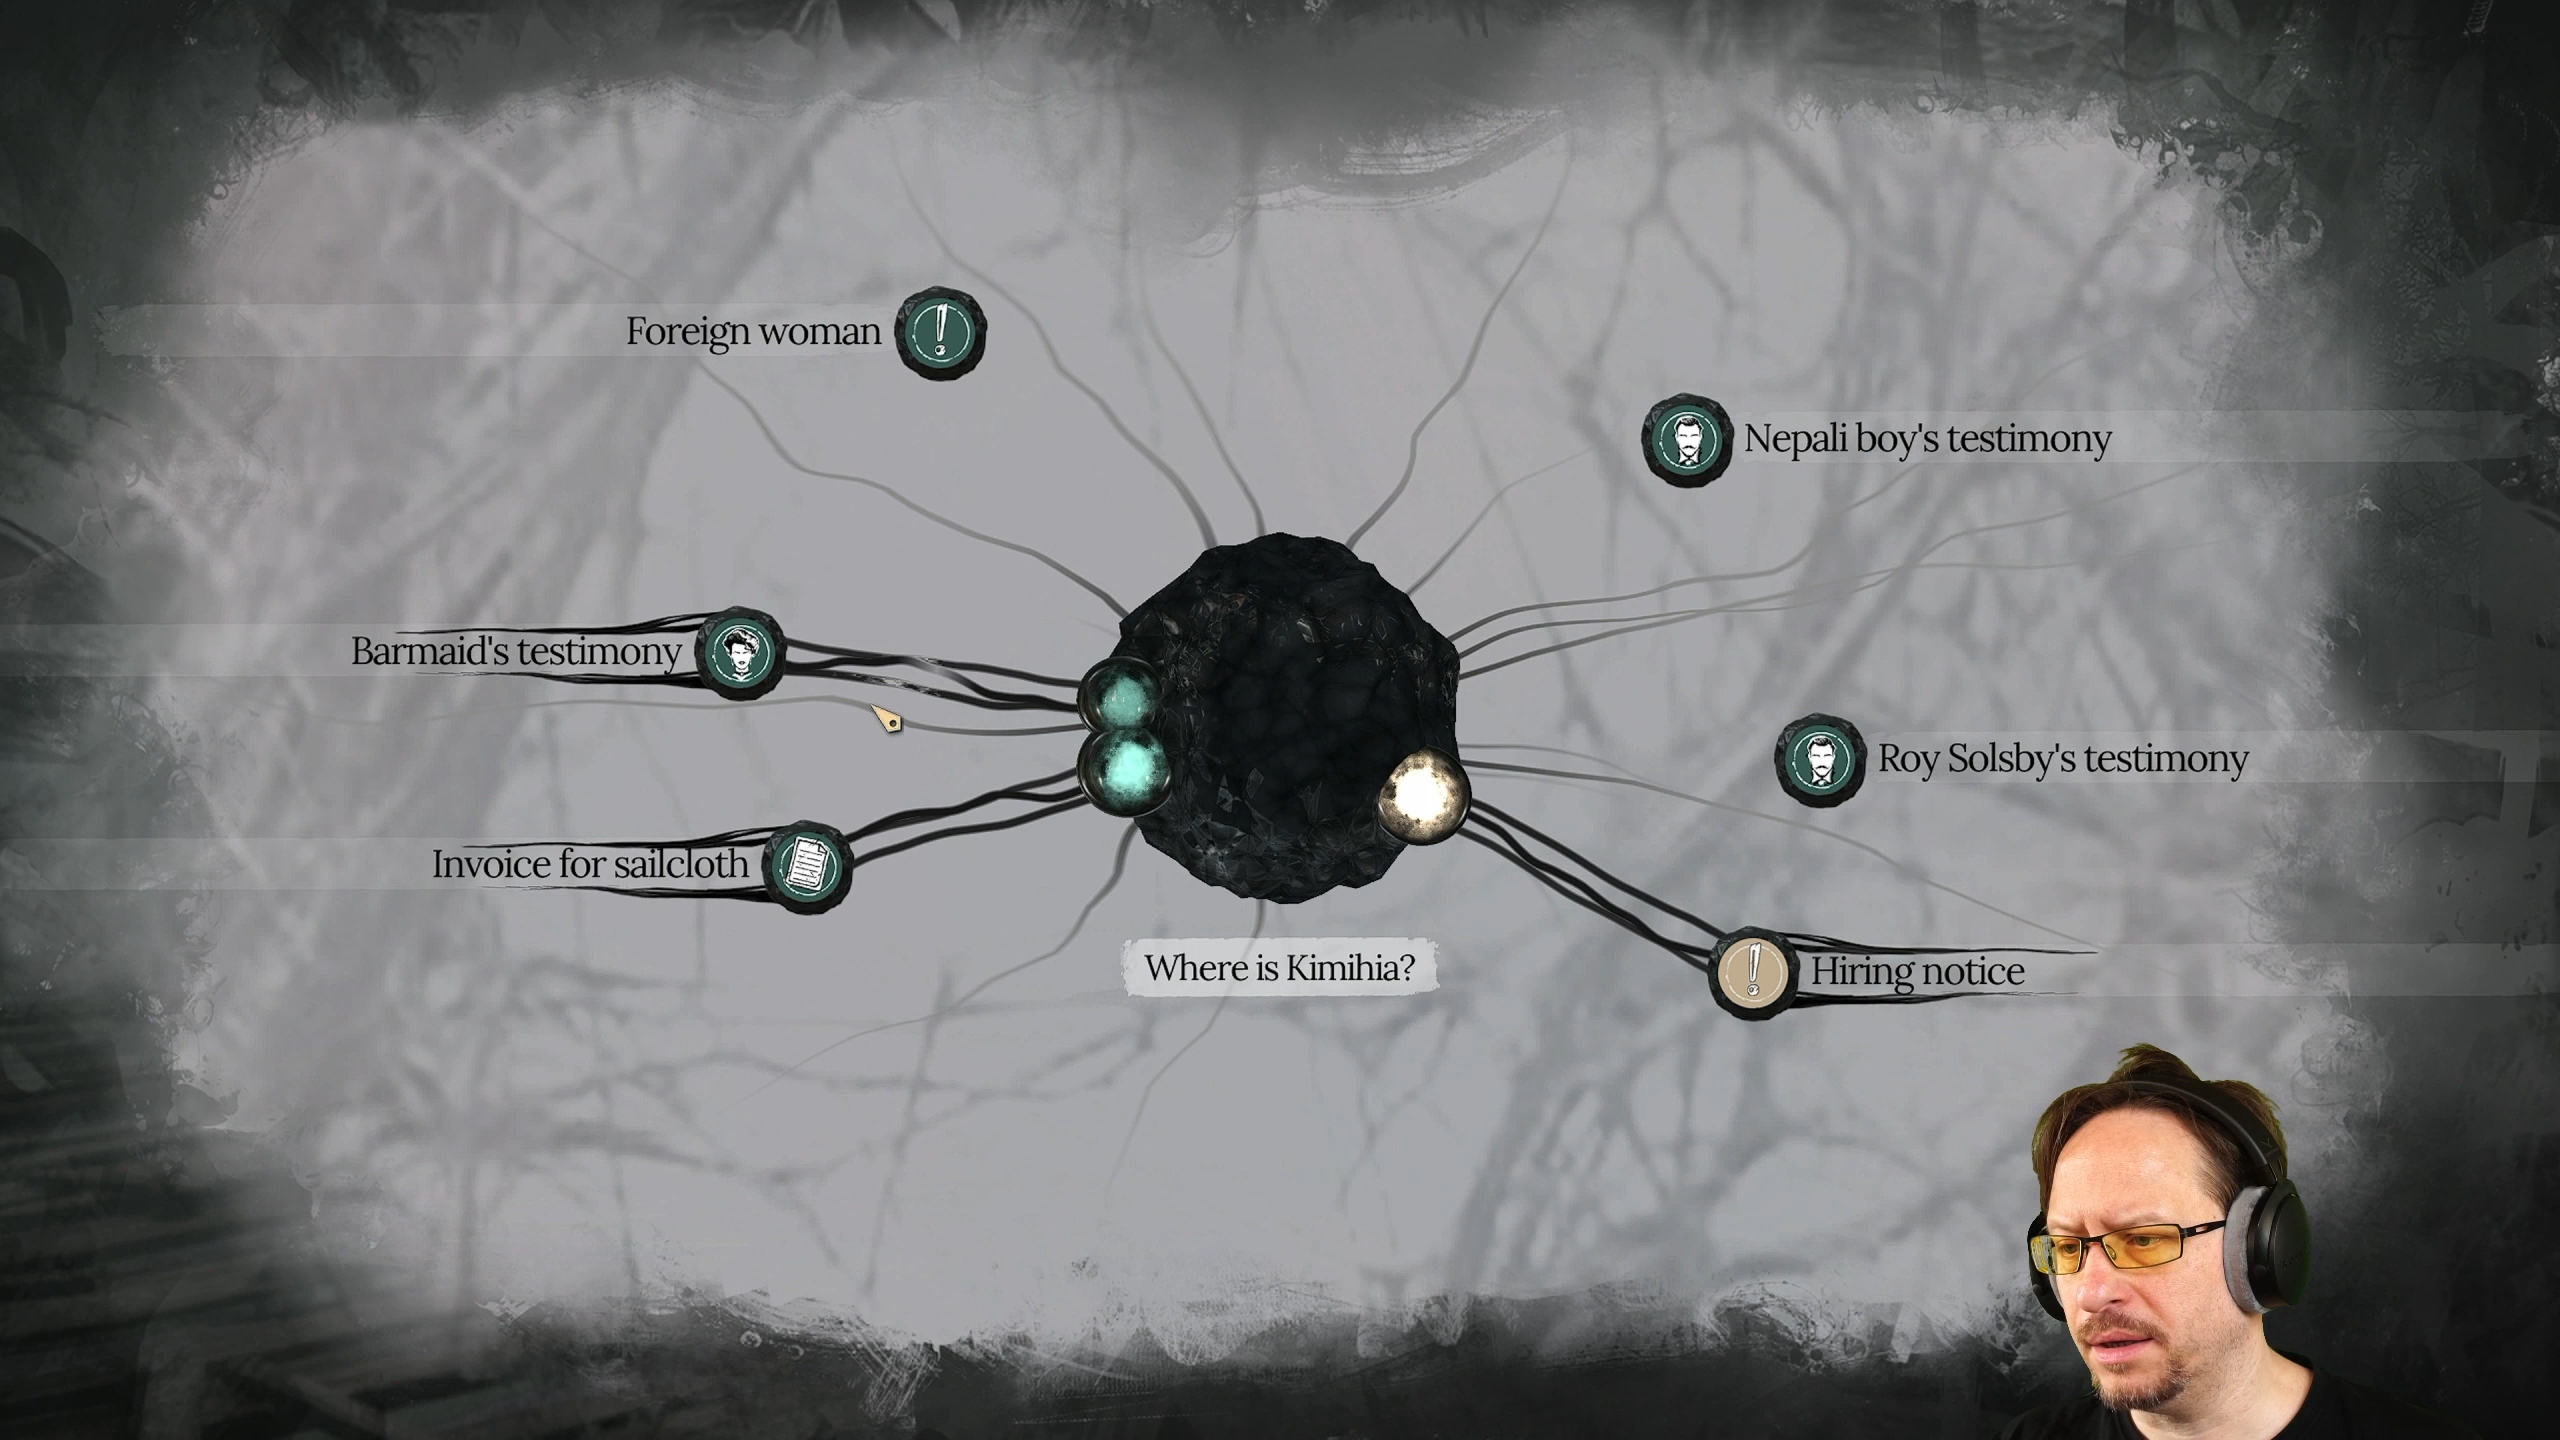 Foreign woman
Nepali boy's testimony
Barmaid's testimony
Roy Solsby's testimony
Invoice for sailcloth
Where is Kimihia?
Hiring notice